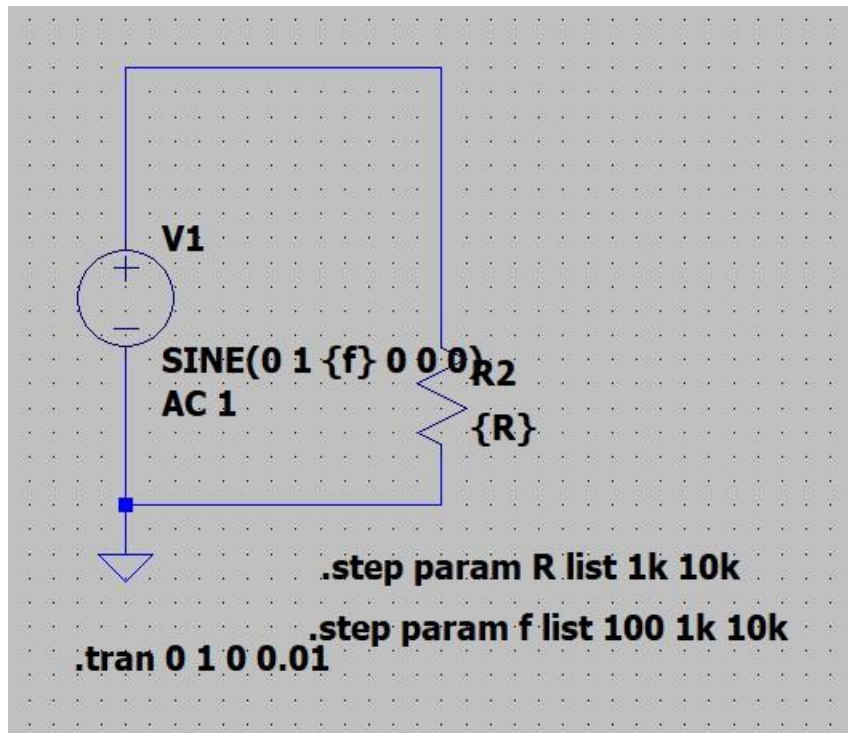 V1
SINE(0 1 {f} 0 0 0)
AC 1
R2
{R}
.step param R list 1k 10k
.step param f list 100 1k 10k
.tran 0 1 0 0.01